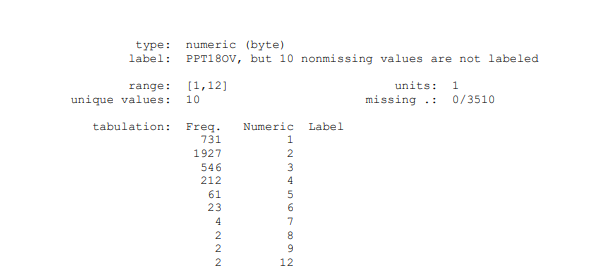 type: numeric (byte)
label: PPT18OV, but 10 nonmissing values are not labeled
range: [1,12] units: 1
unique values: 10 missing .: 0/3510
tabulation: Freq. Numeric Label
731 1
1927 2
546 3
212 4
61 5
23 6
4 7
2 8
2 9
2 12